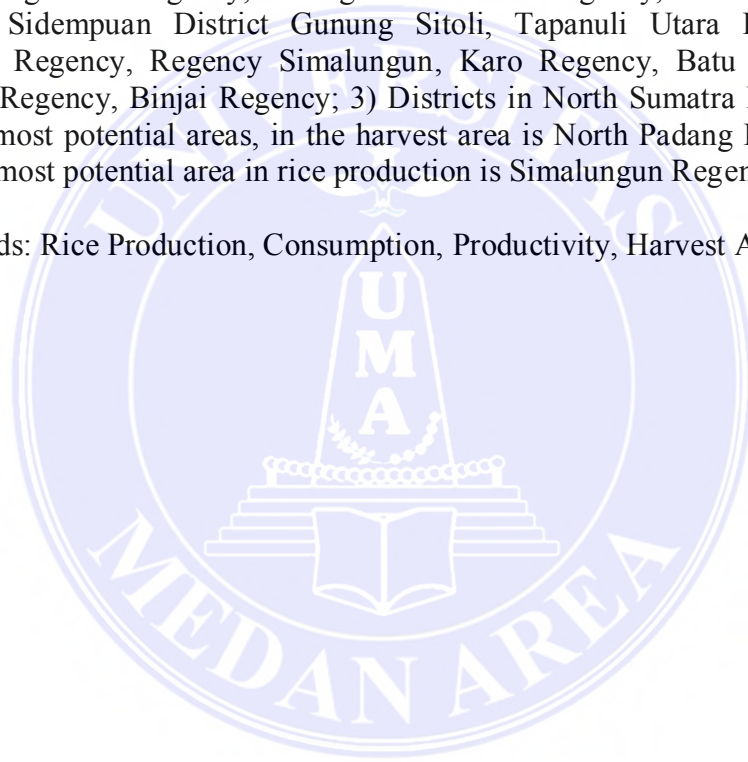 Sidempuan District Gunung Sitoli, Tapanuli Utara
Regency, Regency Simalungun, Karo Regency, Batu
Regency, Binjai Regency; 3) Districts in North Sumatra
most potential areas, in the harvest area is North Padang
most potential area in rice production is Simalungun Regen
ds: Rice Production, Consumption, Productivity, Harvest A
UNIVERSITAS
UMA
MEDAN AREA